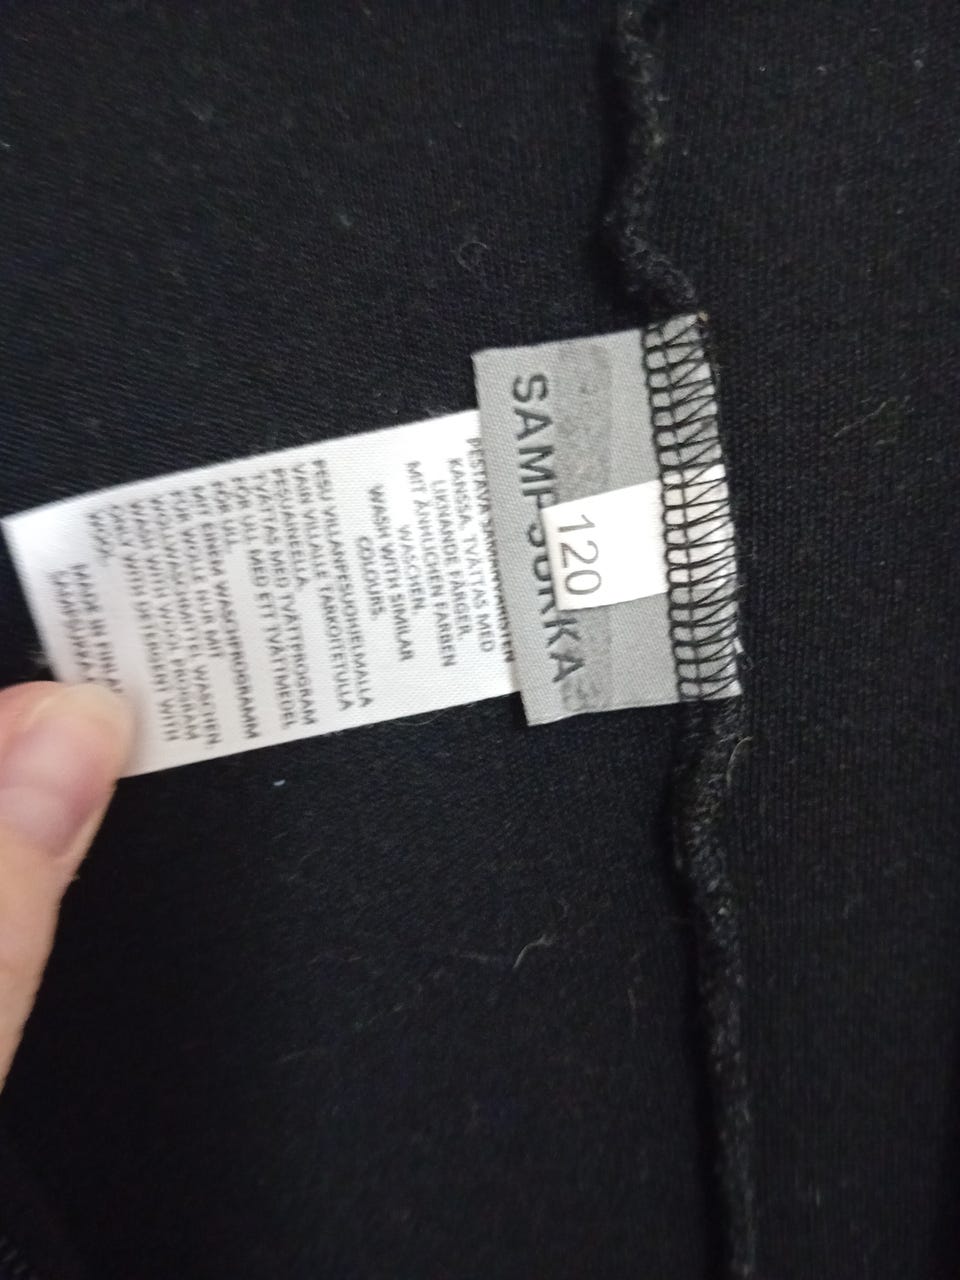 SAMPSUKKA
120
PESTÄVÄ
KANSSA. TVÄTTAS MED
LIKNANDE FÄRGER.
MIT ÄHNLICHEN FARBEN
WASCHEN.
WASH WITH SIMILAR
COLOURS.
PESU VILLANPESUOHJELMALLA
VAIN VILLALLE TARKOITETULLA
PESUAINEELLA.
TVÄTTAS MED TVÄTTPROGRAM
FÖR ULL MED ETT TVÄTTMEDEL
FÖR ULL.
MIT EINEM WASCHPROGRAMM
FÜR WOLLE NUR MIT
WOLLWASCHMITTEL WASCHEN.
WASH WITH WOOL PROGRAM
ONLY WITH DETERGENT WITH
WOOL.
MADE IN